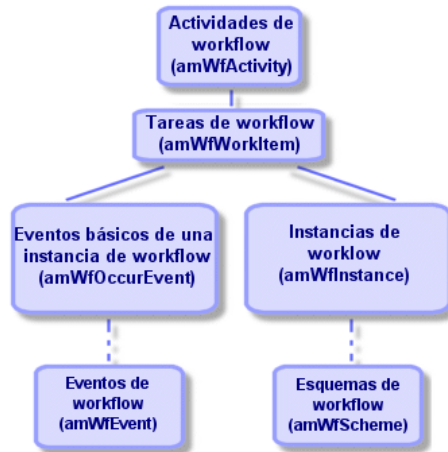 Actividades de
workflow
(amWfActivity)
Tareas de workflow
(amWfWorkItem)
Eventos básicos de una
instancia de workflow
(amWfOccurEvent)
Instancias de
worklow
(amWfInstance)
Eventos de
workflow
(amWfEvent)
Esquemas de
workflow
(amWfScheme)